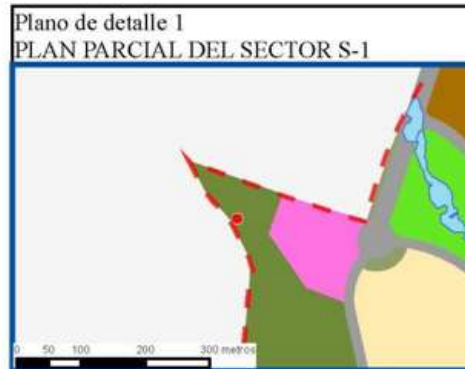 Plano de detalle 1
PLAN PARCIAL DEL SECTOR S-1
0 50 100 200 300 metros